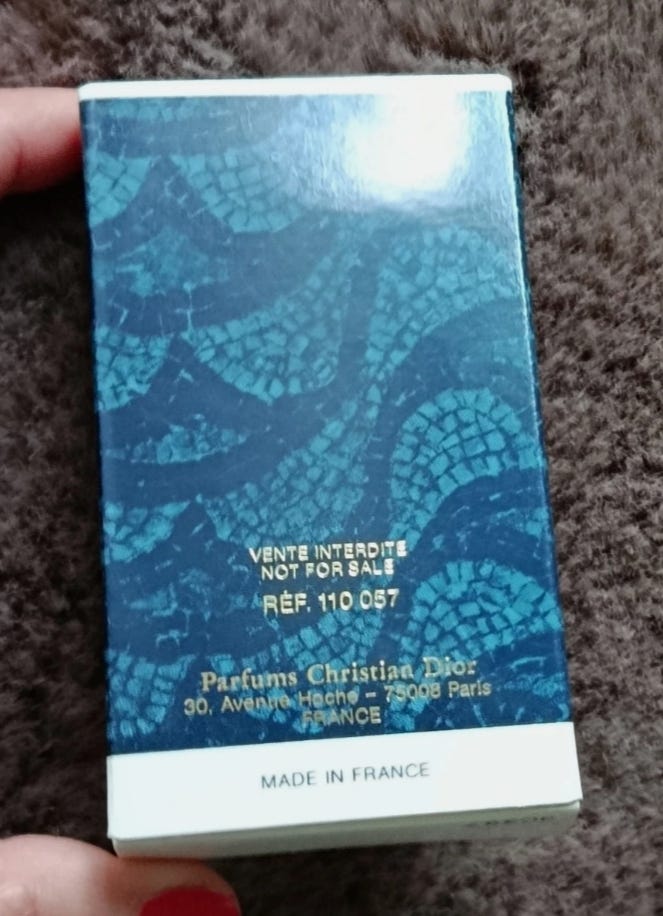 VENTE INTERDITE
NOT FOR SALE
RÉF. 110 057
Parfums Christian Dior
30, Avenue Hoche - 75008 Paris
FRANCE
MADE IN FRANCE